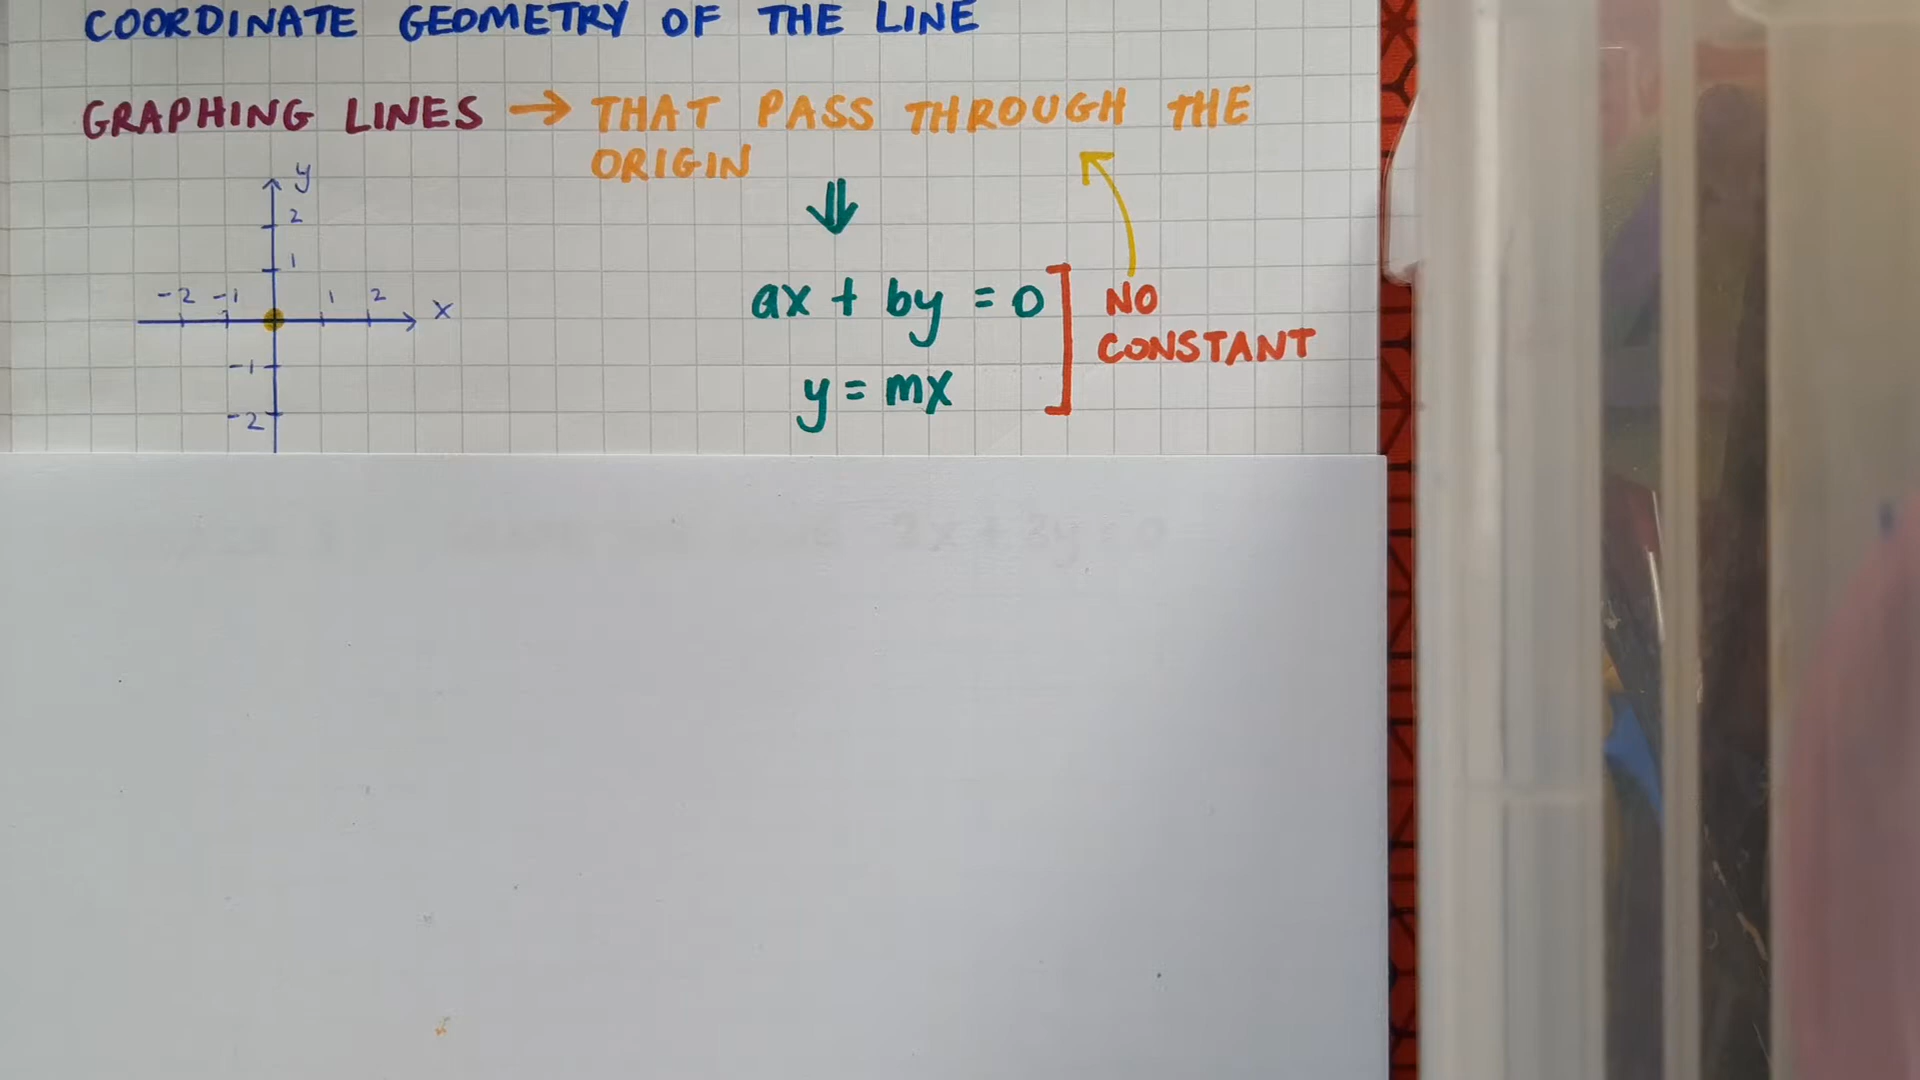 COORDINATE GEOMETRY OF THE LINE
GRAPHING LINES → THAT PASS THROUGH THE
ORIGIN
y
2
1
-2 -1 1 2 x
-1
-2
ax + by = 0
y = mx
NO
CONSTANT